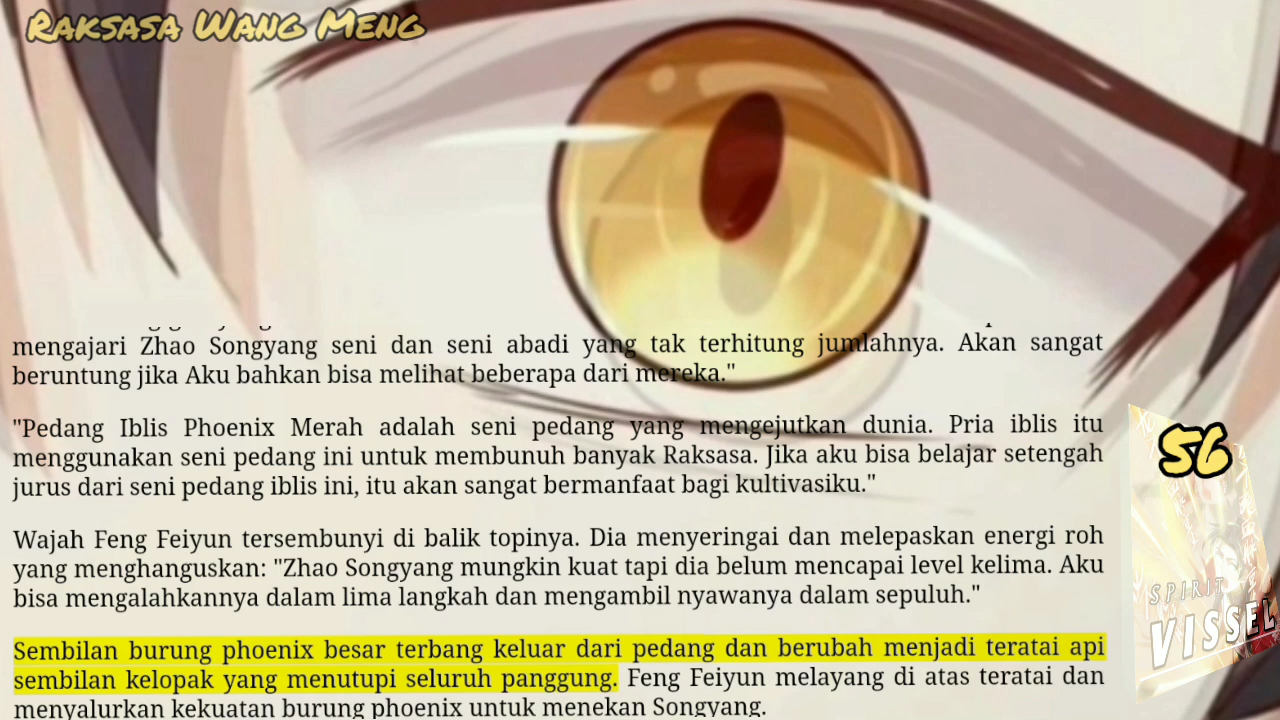 Raksasa Wang Meng
mengajari Zhao Songyang seni dan seni abadi yang tak terhitung jumlahnya. Akan sangat
beruntung jika Aku bahkan bisa melihat beberapa dari mereka."
"Pedang Iblis Phoenix Merah adalah seni pedang yang mengejutkan dunia. Pria iblis itu
menggunakan seni pedang ini untuk membunuh banyak Raksasa. Jika aku bisa belajar setengah
jurus dari seni pedang iblis ini, itu akan sangat bermanfaat bagi kultivasiku."
Wajah Feng Feiyun tersembunyi di balik topinya. Dia menyeringai dan melepaskan energi roh
yang menghanguskan: "Zhao Songyang mungkin kuat tapi dia belum mencapai level kelima. Aku
bisa mengalahkannya dalam lima langkah dan mengambil nyawanya dalam sepuluh."
Sembilan burung phoenix besar terbang keluar dari pedang dan berubah menjadi teratai api
sembilan kelopak yang menutupi seluruh panggung. Feng Feiyun melayang di atas teratai dan
menyalurkan kekuatan burung phoenix untuk menekan Songyang.
56
SPIRIT
VISSEL